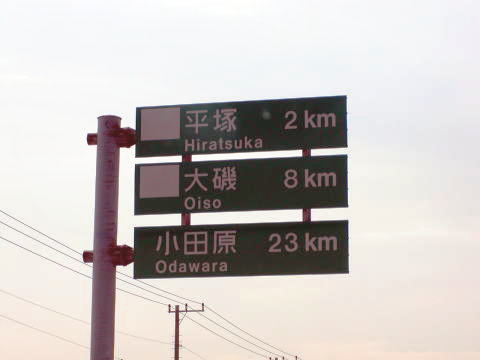 平塚 2 km
Hiratsuka
大磯 8 km
Oiso
小田原 23 km
Odawara